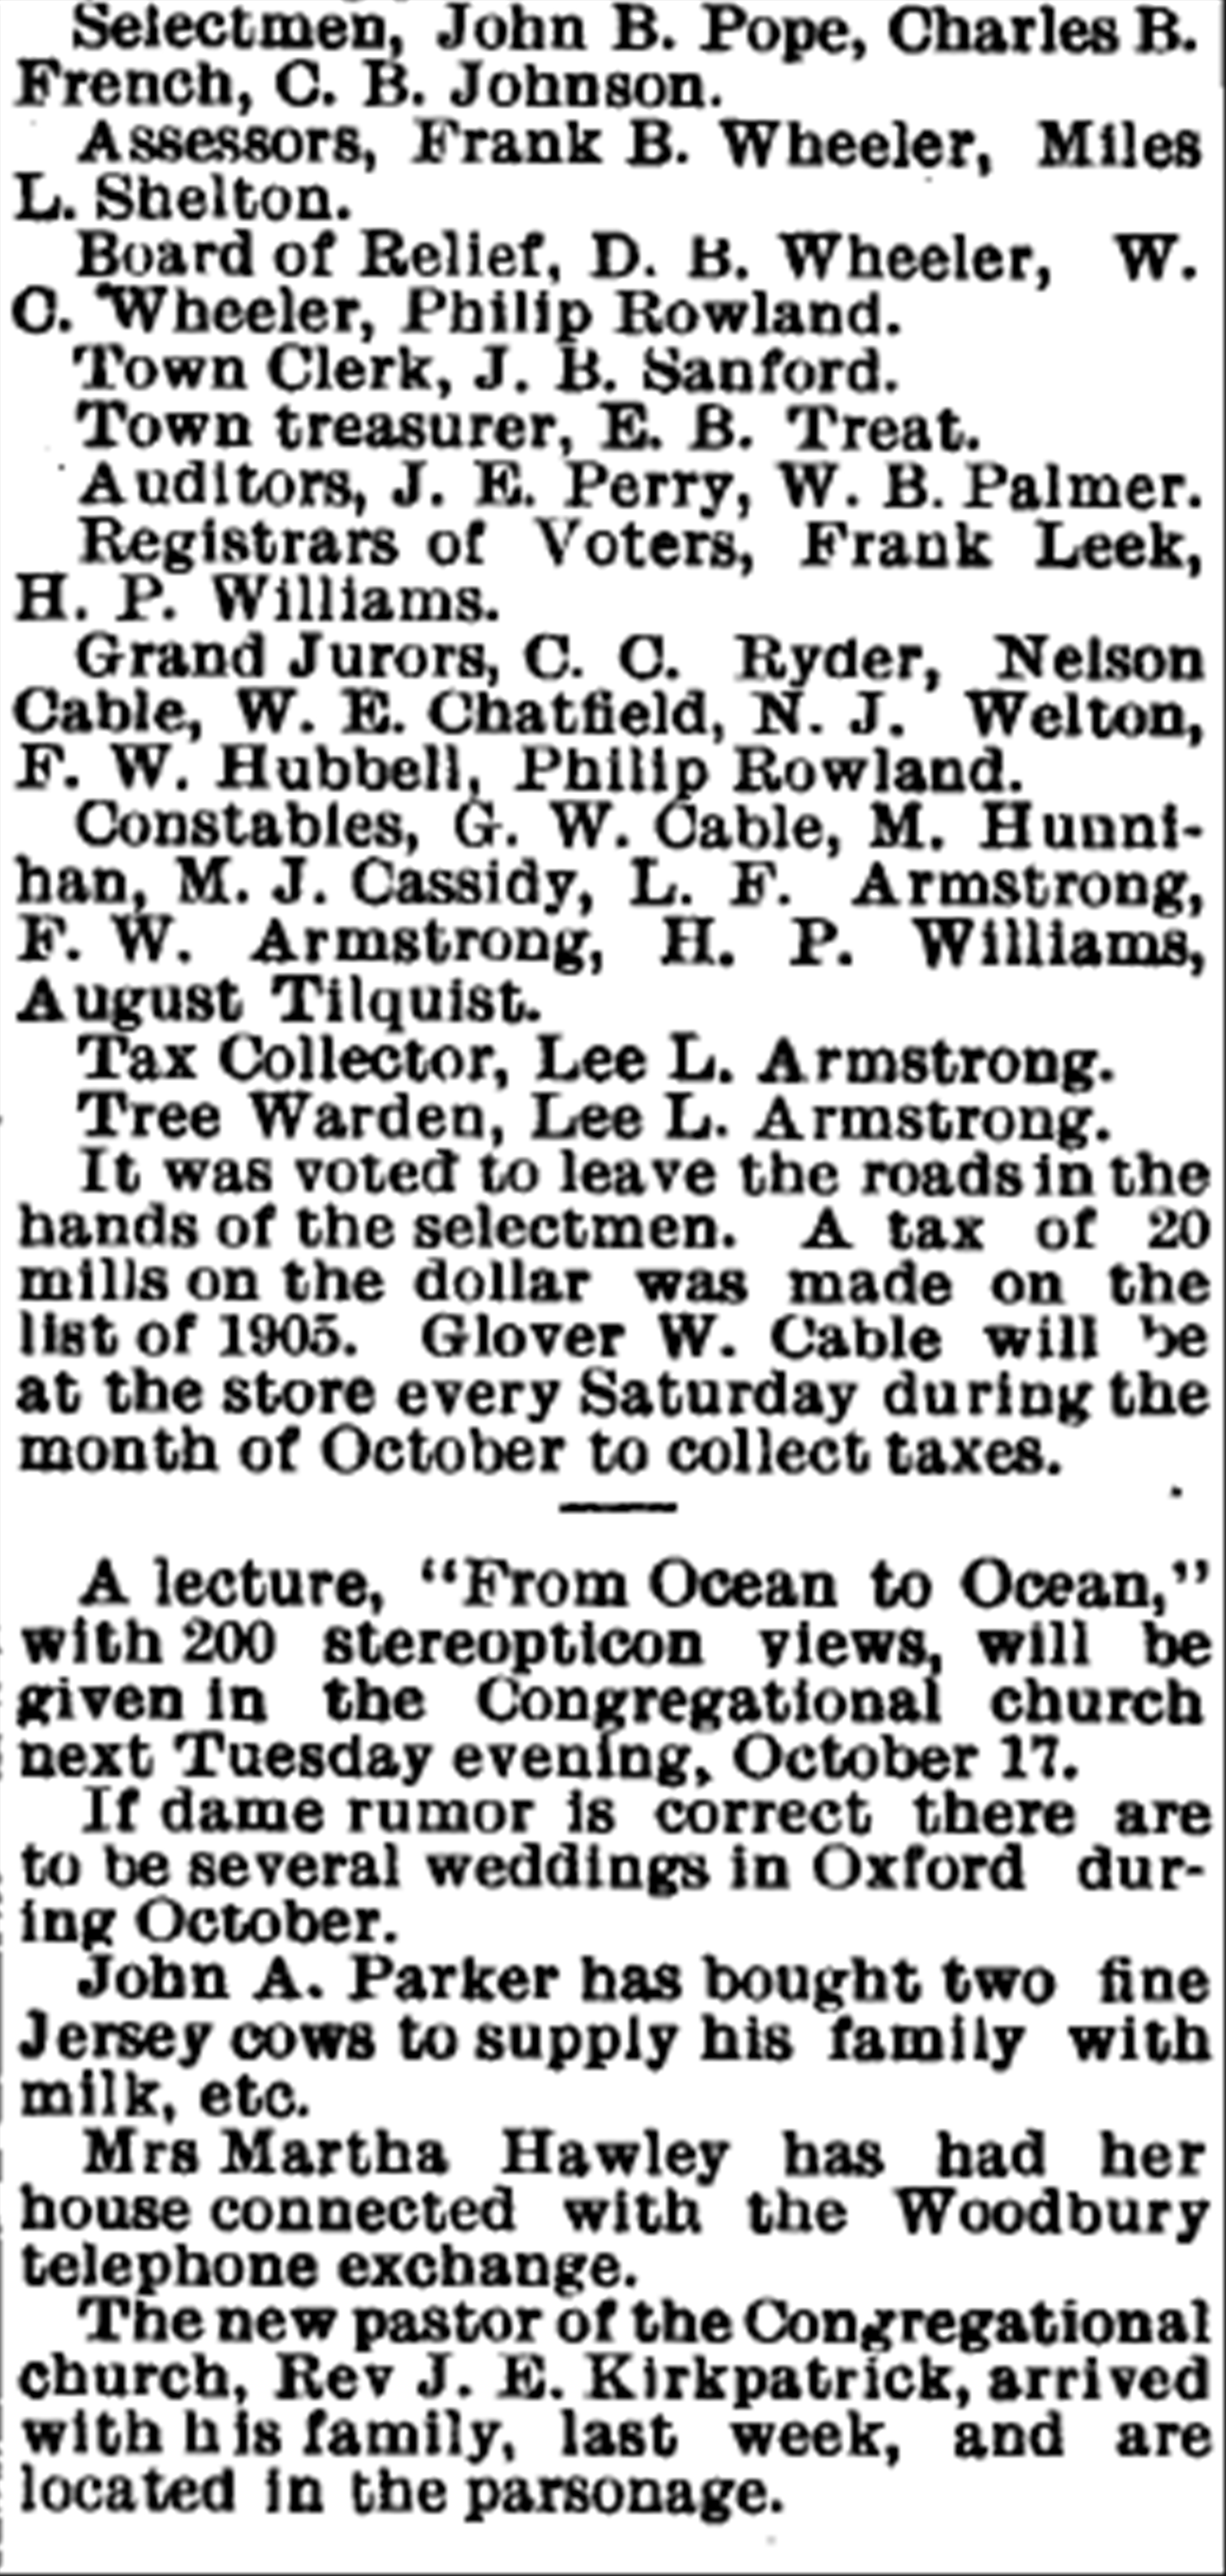 Selectmen, John B. Pope, Charles B.
French, C. B. Johnson.
Assessors, Frank B. Wheeler, Miles
L. Shelton.
Board of Relief, D. B. Wheeler, W.
C. Wheeler, Philip Rowland.
Town Clerk, J. B. Sanford.
Town treasurer, E. B. Treat.
Auditors, J. E. Perry, W. B. Palmer.
Registrars of Voters, Frank Leek,
H. P. Williams.
Grand Jurors, C. C. Ryder, Nelson
Cable, W. E. Chatfield, N. J. Welton,
F. W. Hubbell, Philip Rowland.
Constables, G. W. Cable, M. Hunni-
han, M. J. Cassidy, L. F. Armstrong,
F. W. Armstrong, H. P. Williams,
August Tilquist.
Tax Collector, Lee L. Armstrong.
Tree Warden, Lee L. Armstrong.
It was voted to leave the roads in the
hands of the selectmen. A tax of 20
mills on the dollar was made on the
list of 1905. Glover W. Cable will be
at the store every Saturday during the
month of October to collect taxes.
A lecture, "From Ocean to Ocean,"
with 200 stereopticon views, will be
given in the Congregational church
next Tuesday evening, October 17.
If dame rumor is correct there are
to be several weddings in Oxford dur-
ing October.
John A. Parker has bought two fine
Jersey cows to supply his family with
milk, etc.
Mrs Martha Hawley has had her
house connected with the Woodbury
telephone exchange.
The new pastor of the Congregational
church, Rev J. E. Kirkpatrick, arrived
with his family, last week, and are
located in the parsonage.